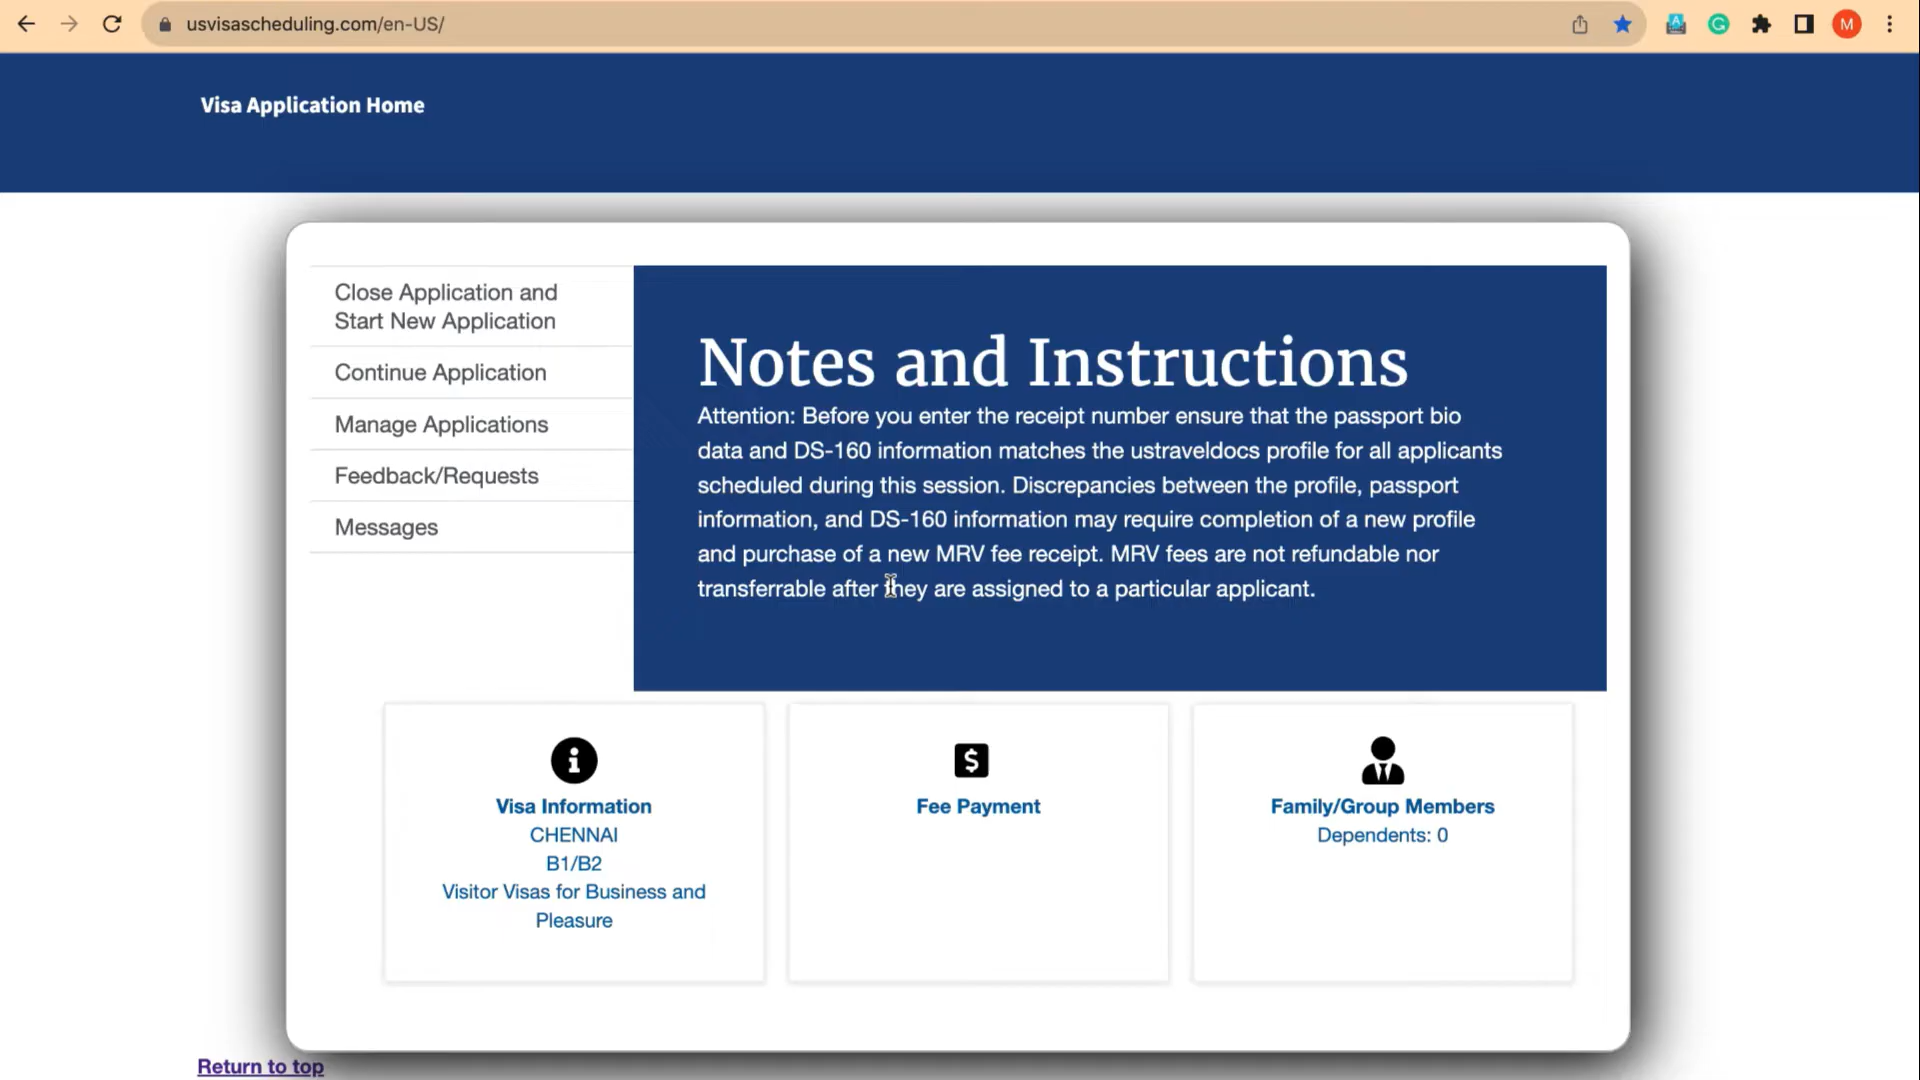 usvisascheduling.com/en-US/
M
Visa Application Home
Close Application and
Start New Application
Continue Application
Manage Applications
Feedback/Requests
Messages
Notes and Instructions
Attention: Before you enter the receipt number ensure that the passport bio
data and DS-160 information matches the ustraveldocs profile for all applicants
scheduled during this session. Discrepancies between the profile, passport
information, and DS-160 information may require completion of a new profile
and purchase of a new MRV fee receipt. MRV fees are not refundable nor
transferrable after they are assigned to a particular applicant.
Visa Information
CHENNAI
B1/B2
Visitor Visas for Business and
Pleasure
$
Fee Payment
Family/Group Members
Dependents: 0
Return to top